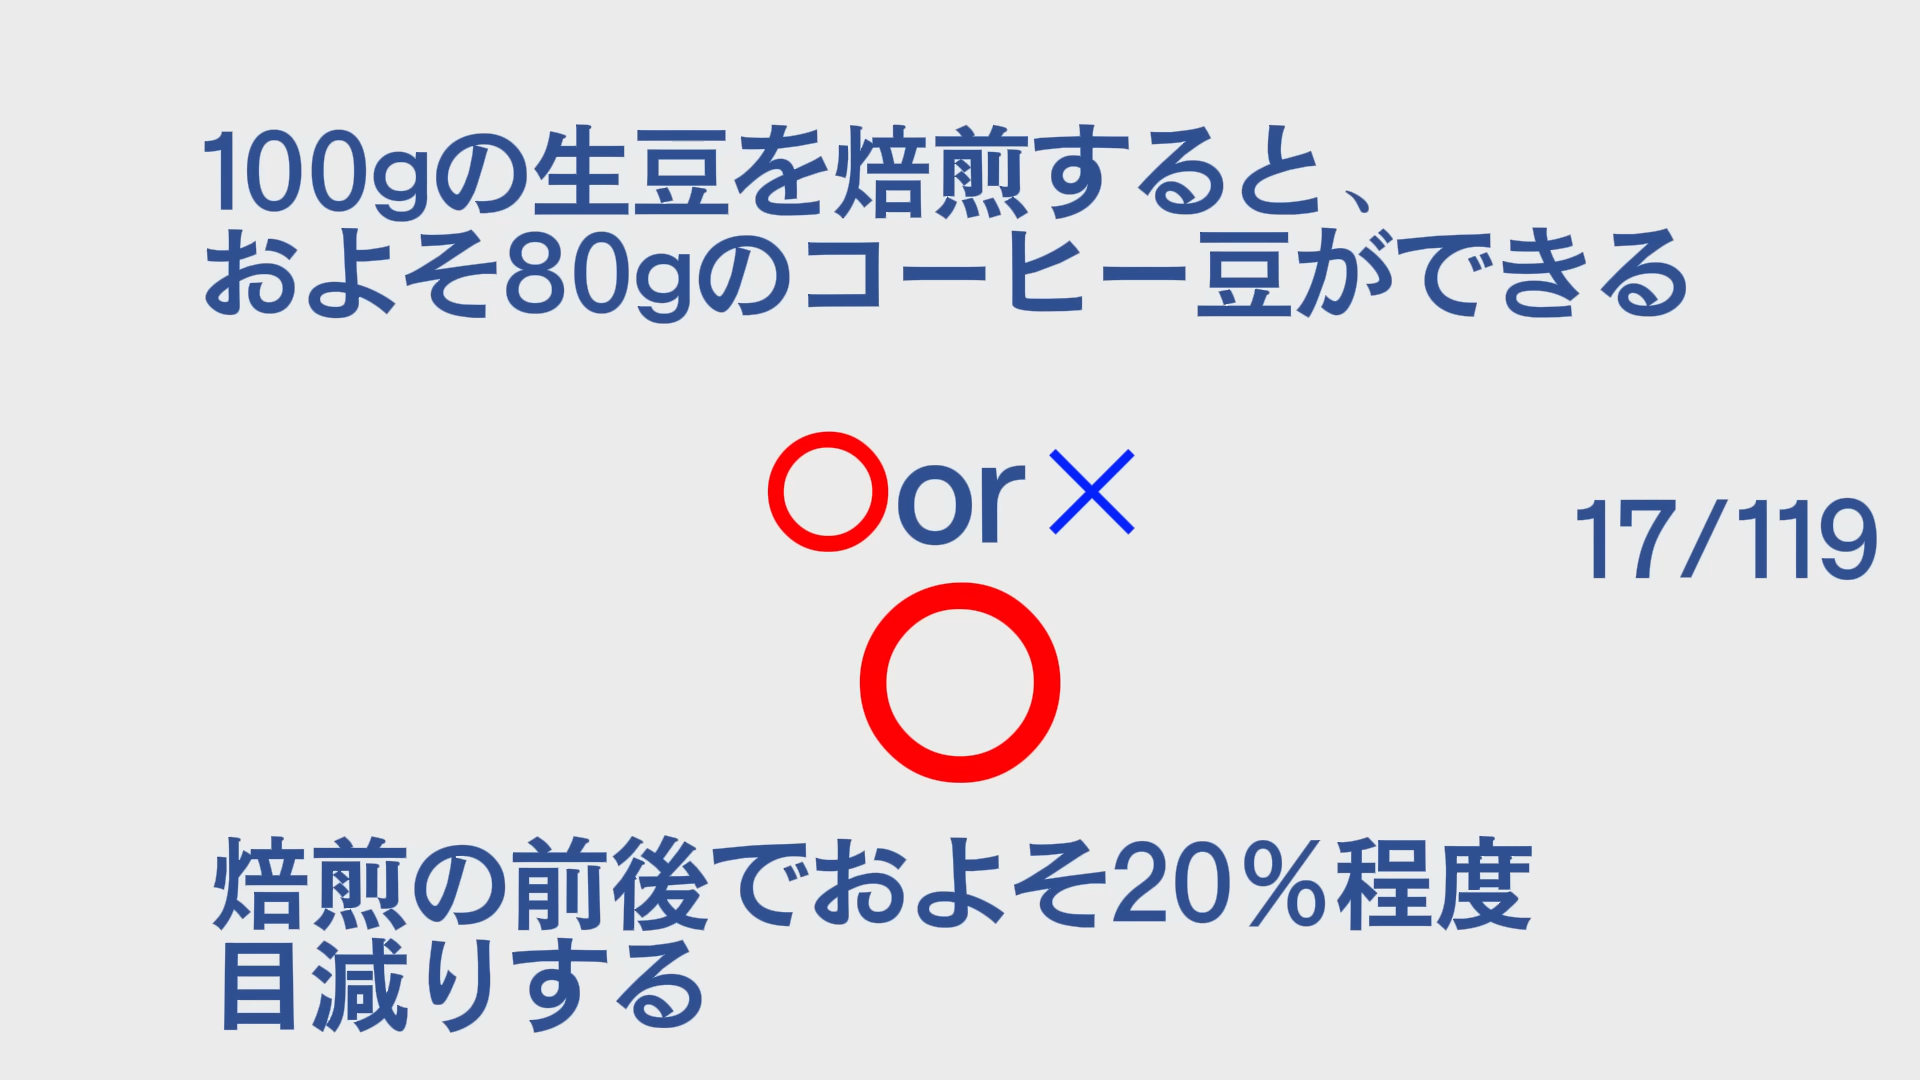 100gの生豆を焙煎すると、
およそ80gのコーヒー豆ができる
○or×
17/119
○
焙煎の前後でおよそ20%程度
目減りする